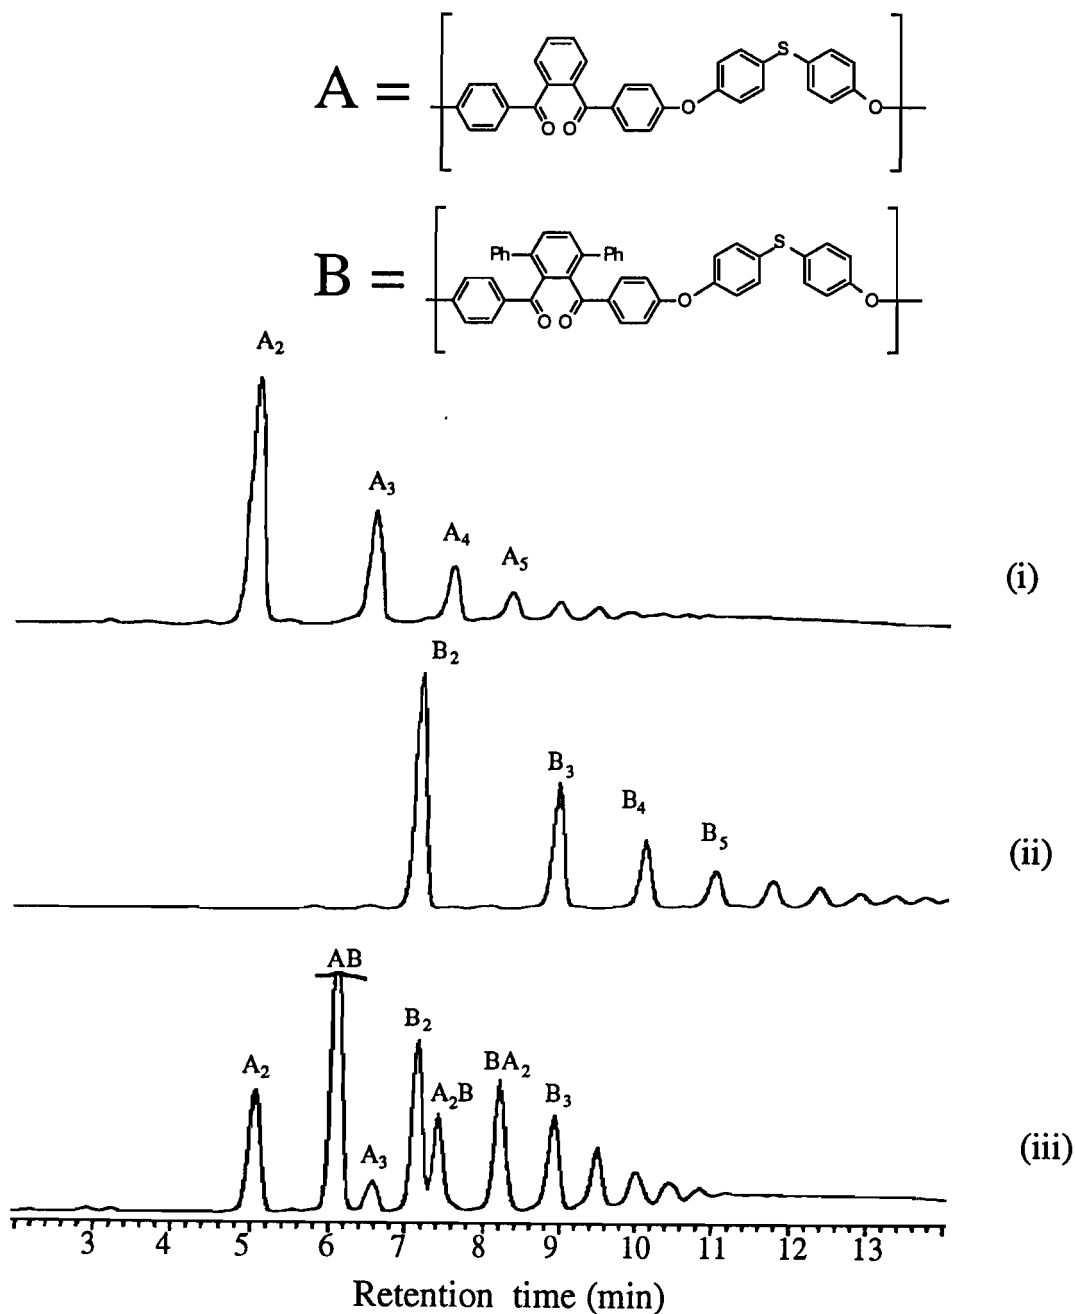 A =
S
O
O
O
O
B =
Ph
Ph
S
O
O
O
O
A₂
A₃
A₄
A₅
(i)
B₂
B₃
B₄
B₅
(ii)
AB
B₂
A₂
A₂B
BA₂
B₃
A₃
(iii)
3 4 5 6 7 8 9 10 11 12 13
Retention time (min)